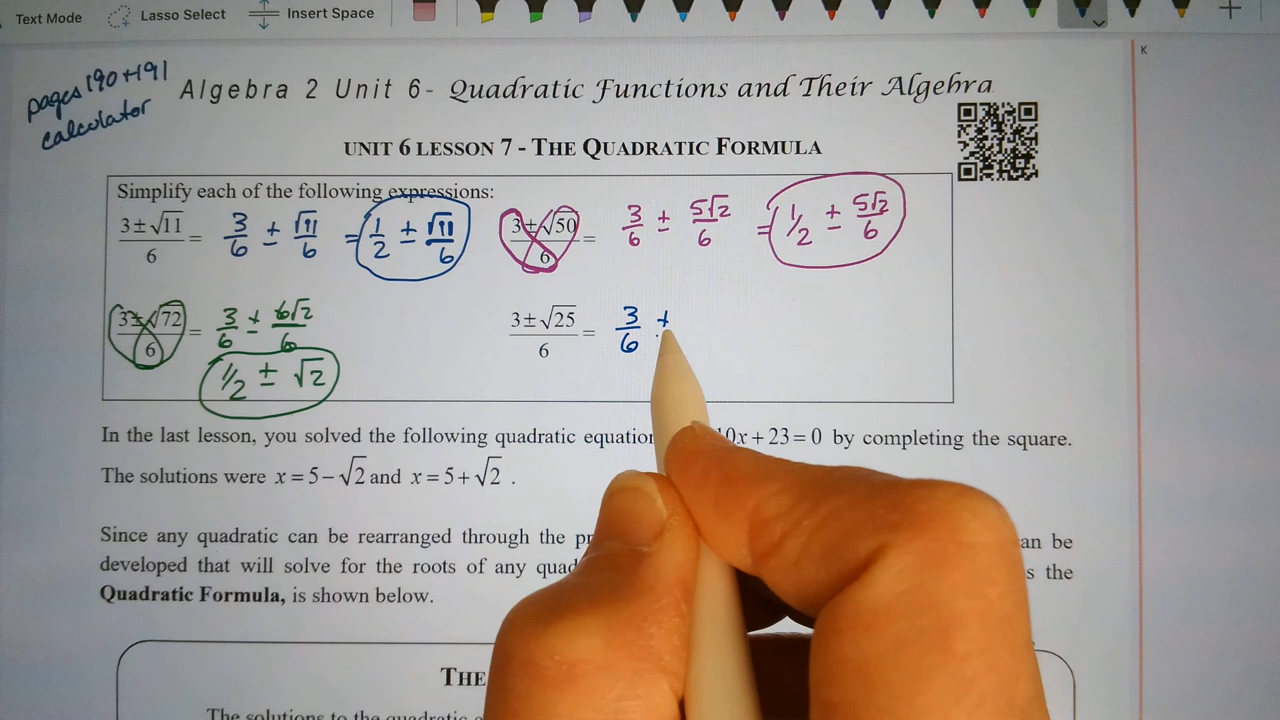 Text Mode Lasso Select Insert Space
K
pages 190+191
calculator
Algebra 2 Unit 6- Quadratic Functions and Their Algebra
UNIT 6 LESSON 7 - THE QUADRATIC FORMULA
Simplify each of the following expressions:
(3±√11)/6 = 3/6 ± √11/6 = 1/2 ± √11/6
(3±√50)/6 = 3/6 ± 5√2/6 = 1/2 ± 5√2/6
(3±√72)/6 = 3/6 ± 6√2/6
1/2 ± √2
(3±√25)/6 = 3/6 +
In the last lesson, you solved the following quadratic equation 10x+23=0 by completing the square.
The solutions were x=5-√2 and x=5+√2 .
Since any quadratic can be rearranged through the an be
developed that will solve for the roots of any s the
Quadratic Formula, is shown below.
THE
The solutions to the quadratic